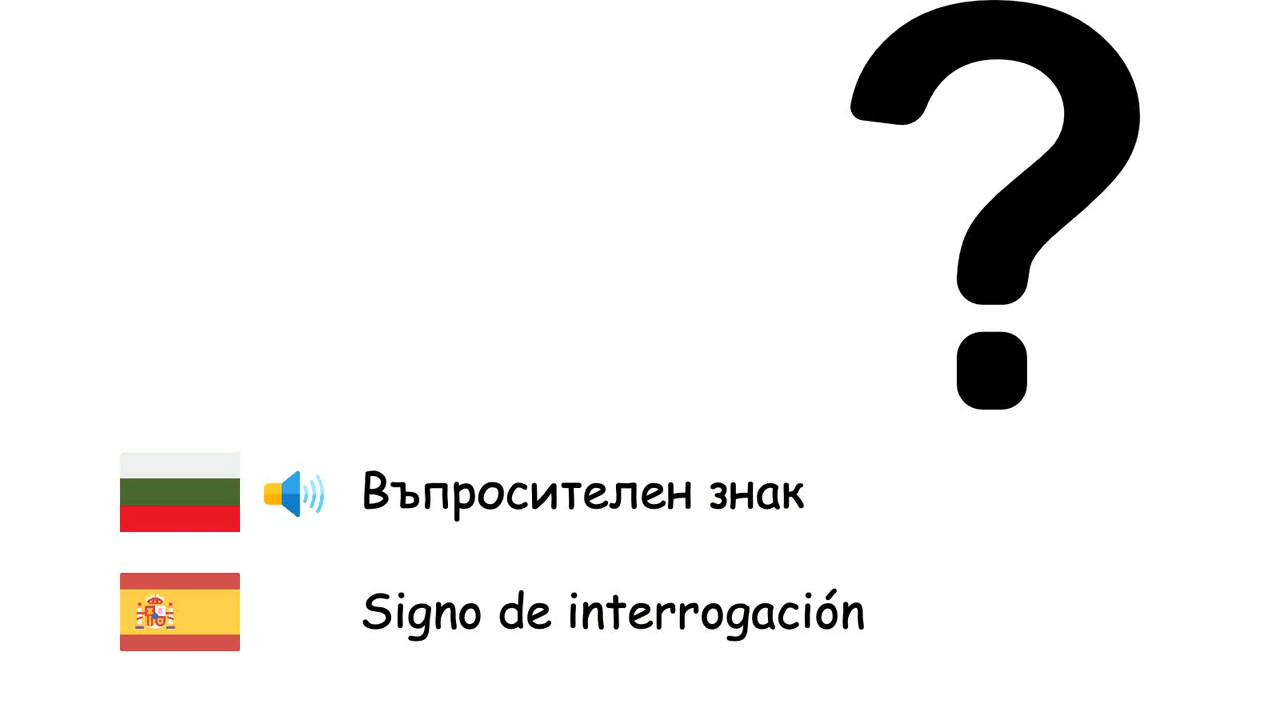 ?
Въпросителен знак
Signo de interrogación